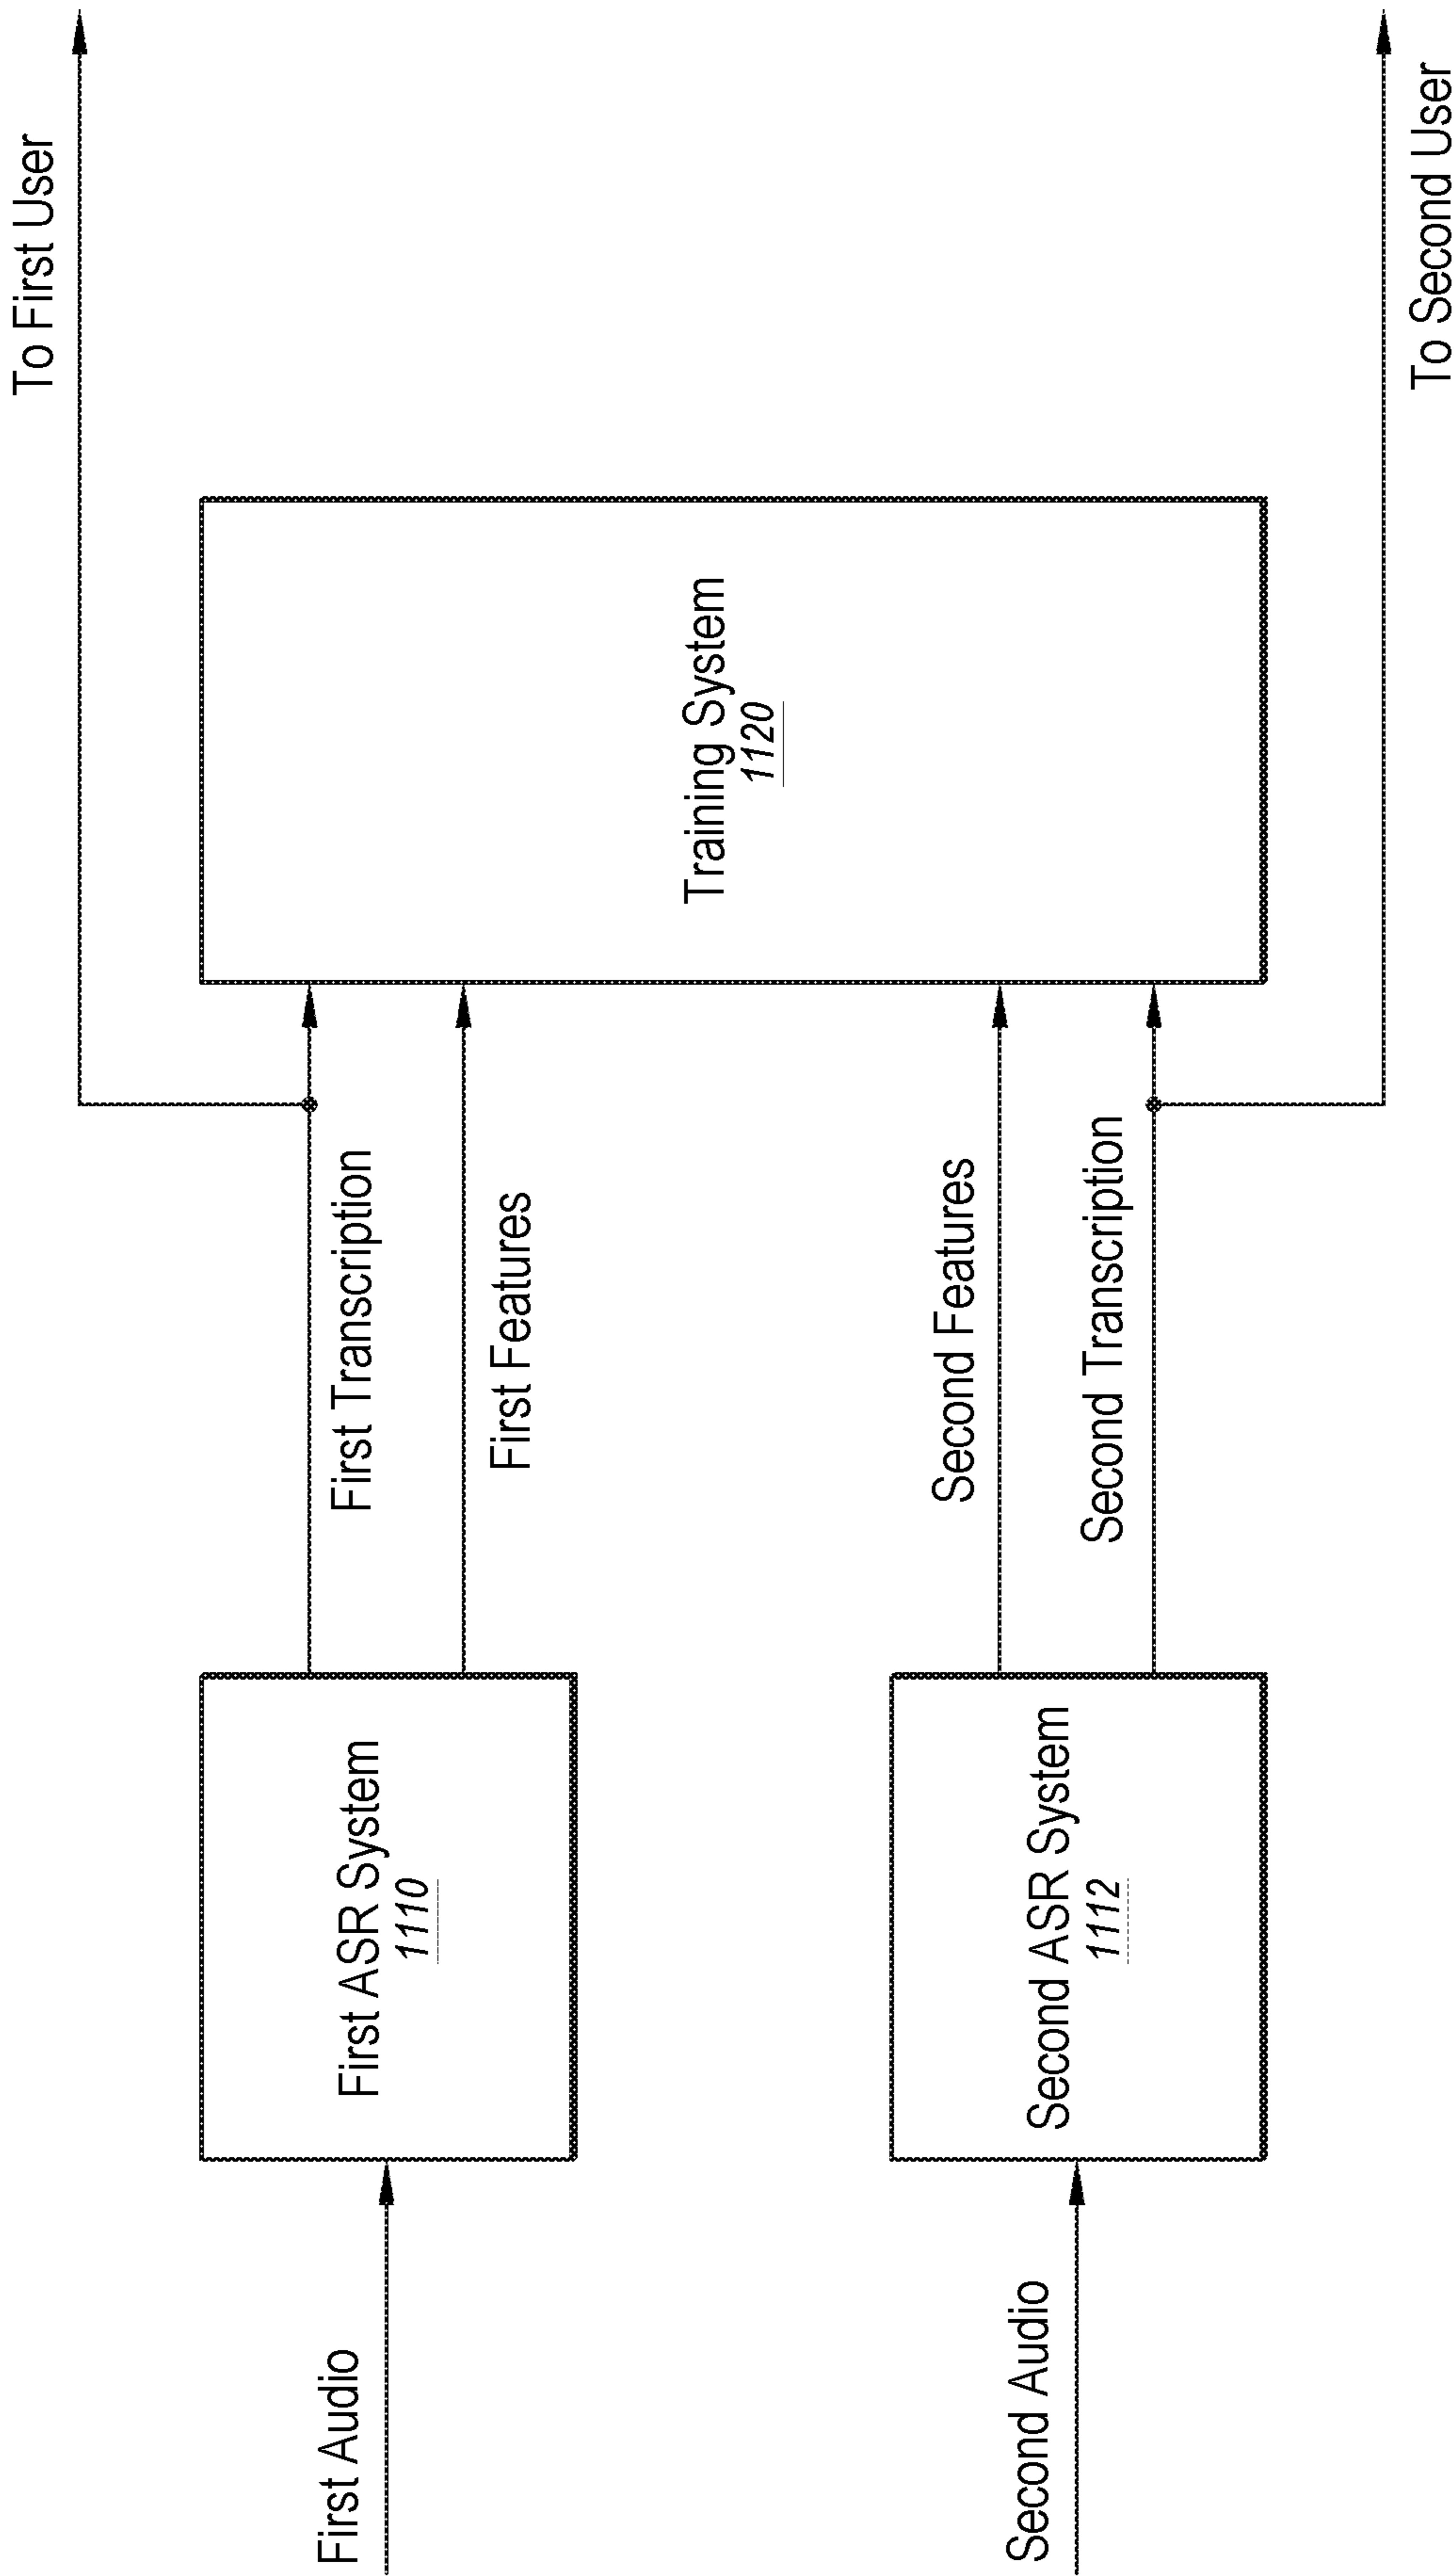 To First User
First Audio
First ASR System
1110
First Transcription
First Features
Training System
1120
Second Audio
Second ASR System
1112
Second Features
Second Transcription
To Second User